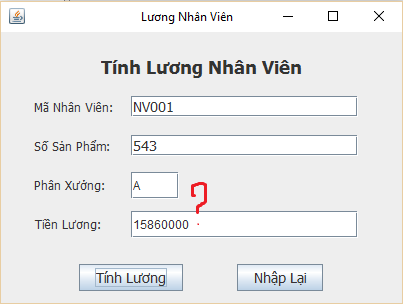 Lương Nhân Viên
Tính Lương Nhân Viên
Mã Nhân Viên: NV001
Số Sản Phẩm: 543
Phân Xưởng: A
?
Tiền Lương: 15860000
Tính Lương Nhập Lại